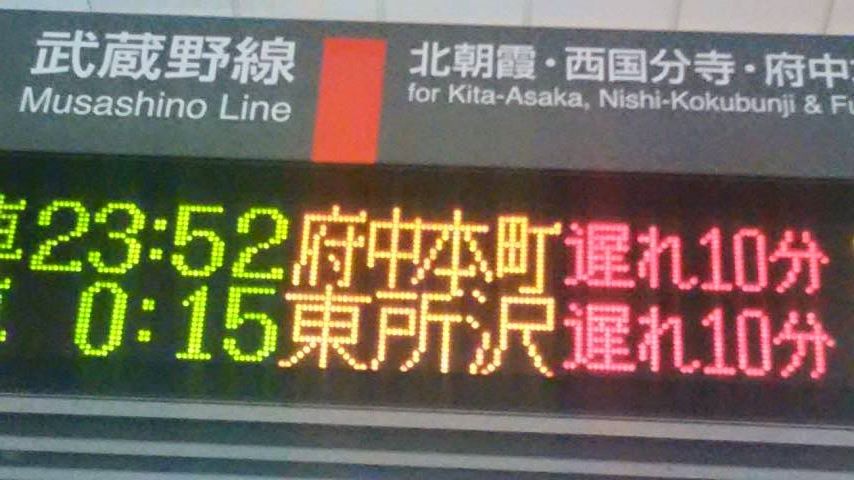 武蔵野線
Musashino Line
北朝霞・西国分寺・府中
for Kita-Asaka, Nishi-Kokubunji & Fu
23:52 府中本町 遅れ10分
0:15 東所沢 遅れ10分